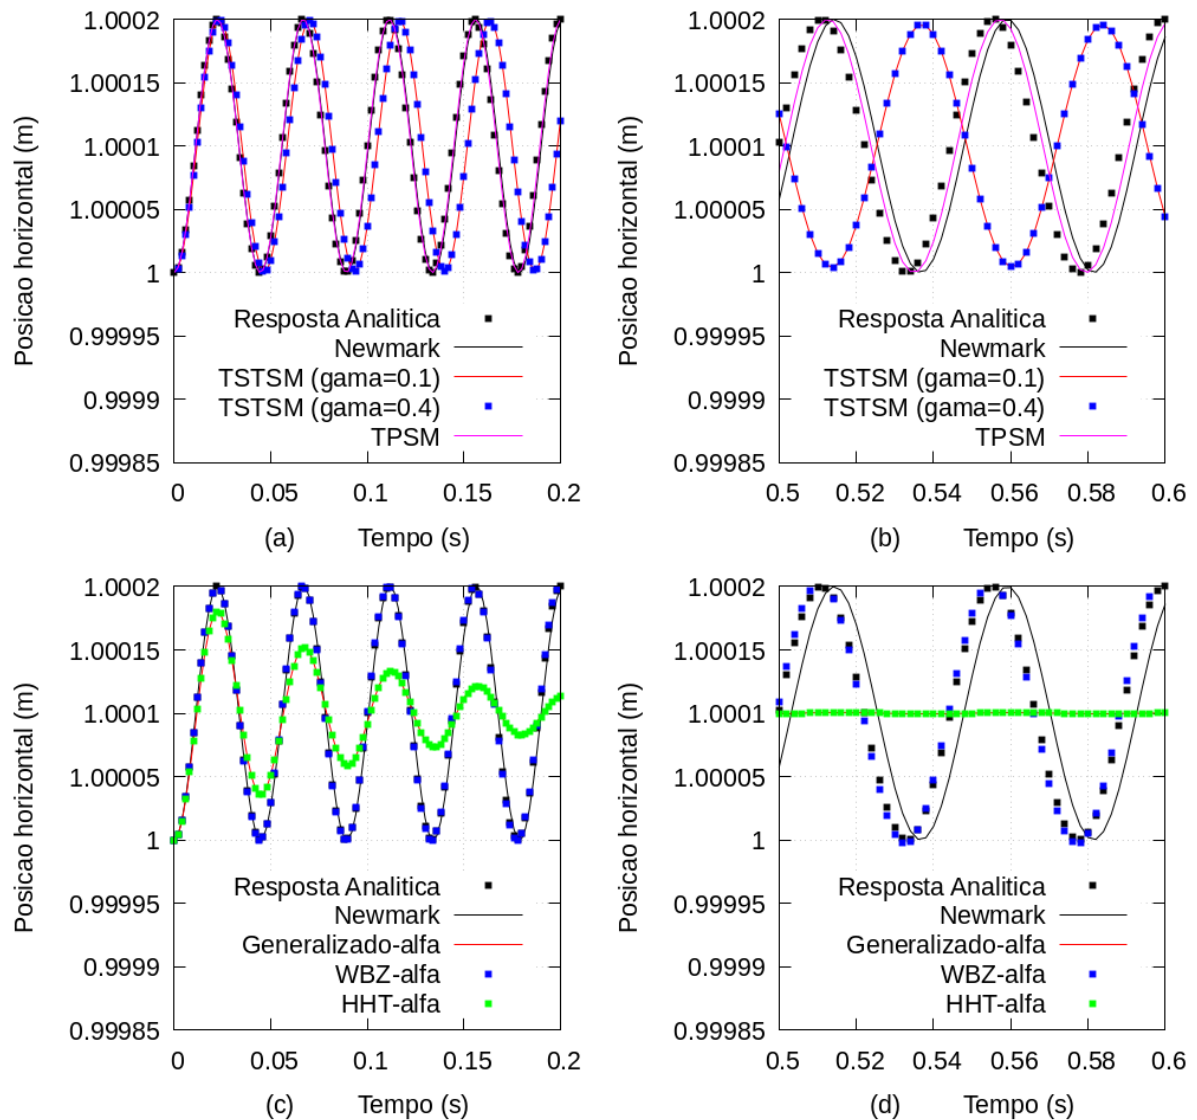 1.0002
1.00015
1.0001
1.00005
1
0.99995
0.9999
0.99985
Posicao horizontal (m)
Resposta Analitica
Newmark
TSTSM (gama=0.1)
TSTSM (gama=0.4)
TPSM
0 0.05 0.1 0.15 0.2
(a) Tempo (s)
1.0002
1.00015
1.0001
1.00005
1
0.99995
0.9999
0.99985
Posicao horizontal (m)
Resposta Analitica
Newmark
TSTSM (gama=0.1)
TSTSM (gama=0.4)
TPSM
0.5 0.52 0.54 0.56 0.58 0.6
(b) Tempo (s)
1.0002
1.00015
1.0001
1.00005
1
0.99995
0.9999
0.99985
Posicao horizontal (m)
Resposta Analitica
Newmark
Generalizado-alfa
WBZ-alfa
HHT-alfa
0 0.05 0.1 0.15 0.2
(c) Tempo (s)
1.0002
1.00015
1.0001
1.00005
1
0.99995
0.9999
0.99985
Posicao horizontal (m)
Resposta Analitica
Newmark
Generalizado-alfa
WBZ-alfa
HHT-alfa
0.5 0.52 0.54 0.56 0.58 0.6
(d) Tempo (s)